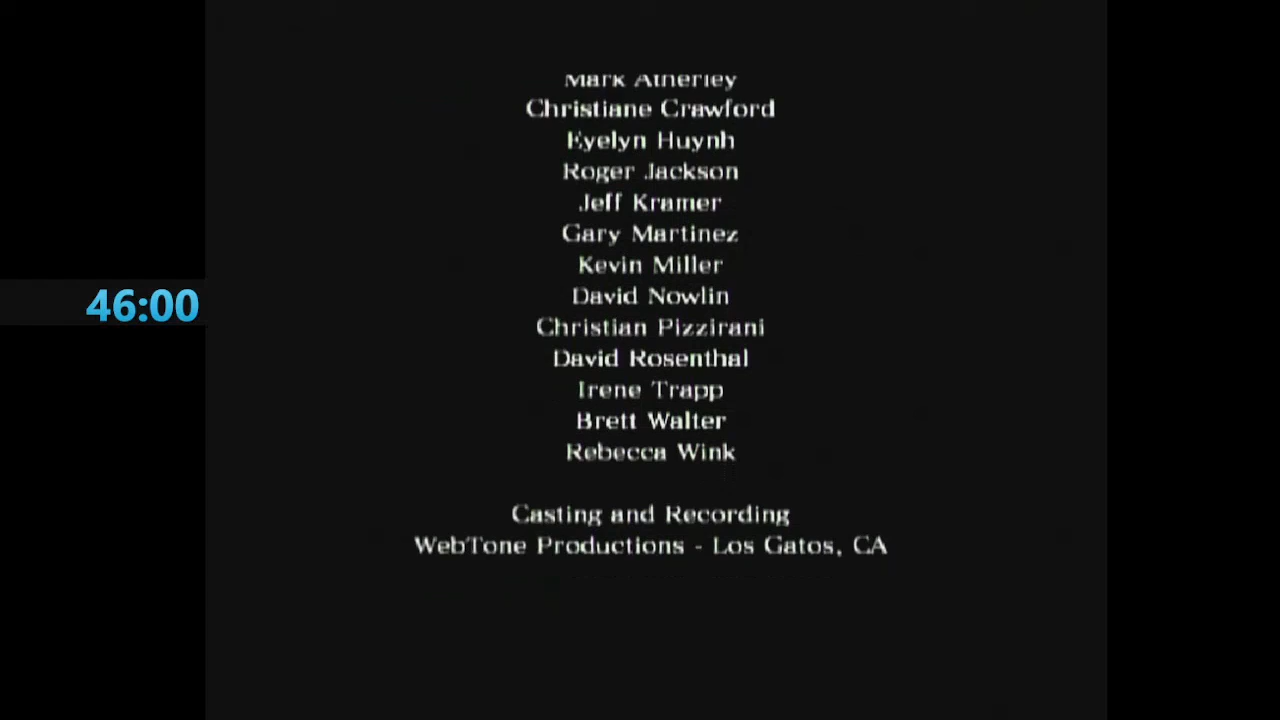 Mark Atherley
Christiane Crawford
Eyelyn Huynh
Roger Jackson
Jeff Kramer
Gary Martinez
46:00
Kevin Miller
David Nowlin
Christian Pizzirani
David Rosenthal
Irene Trapp
Brett Walter
Rebecca Wink
Casting and Recording
WebTone Productions - Los Gatos, CA